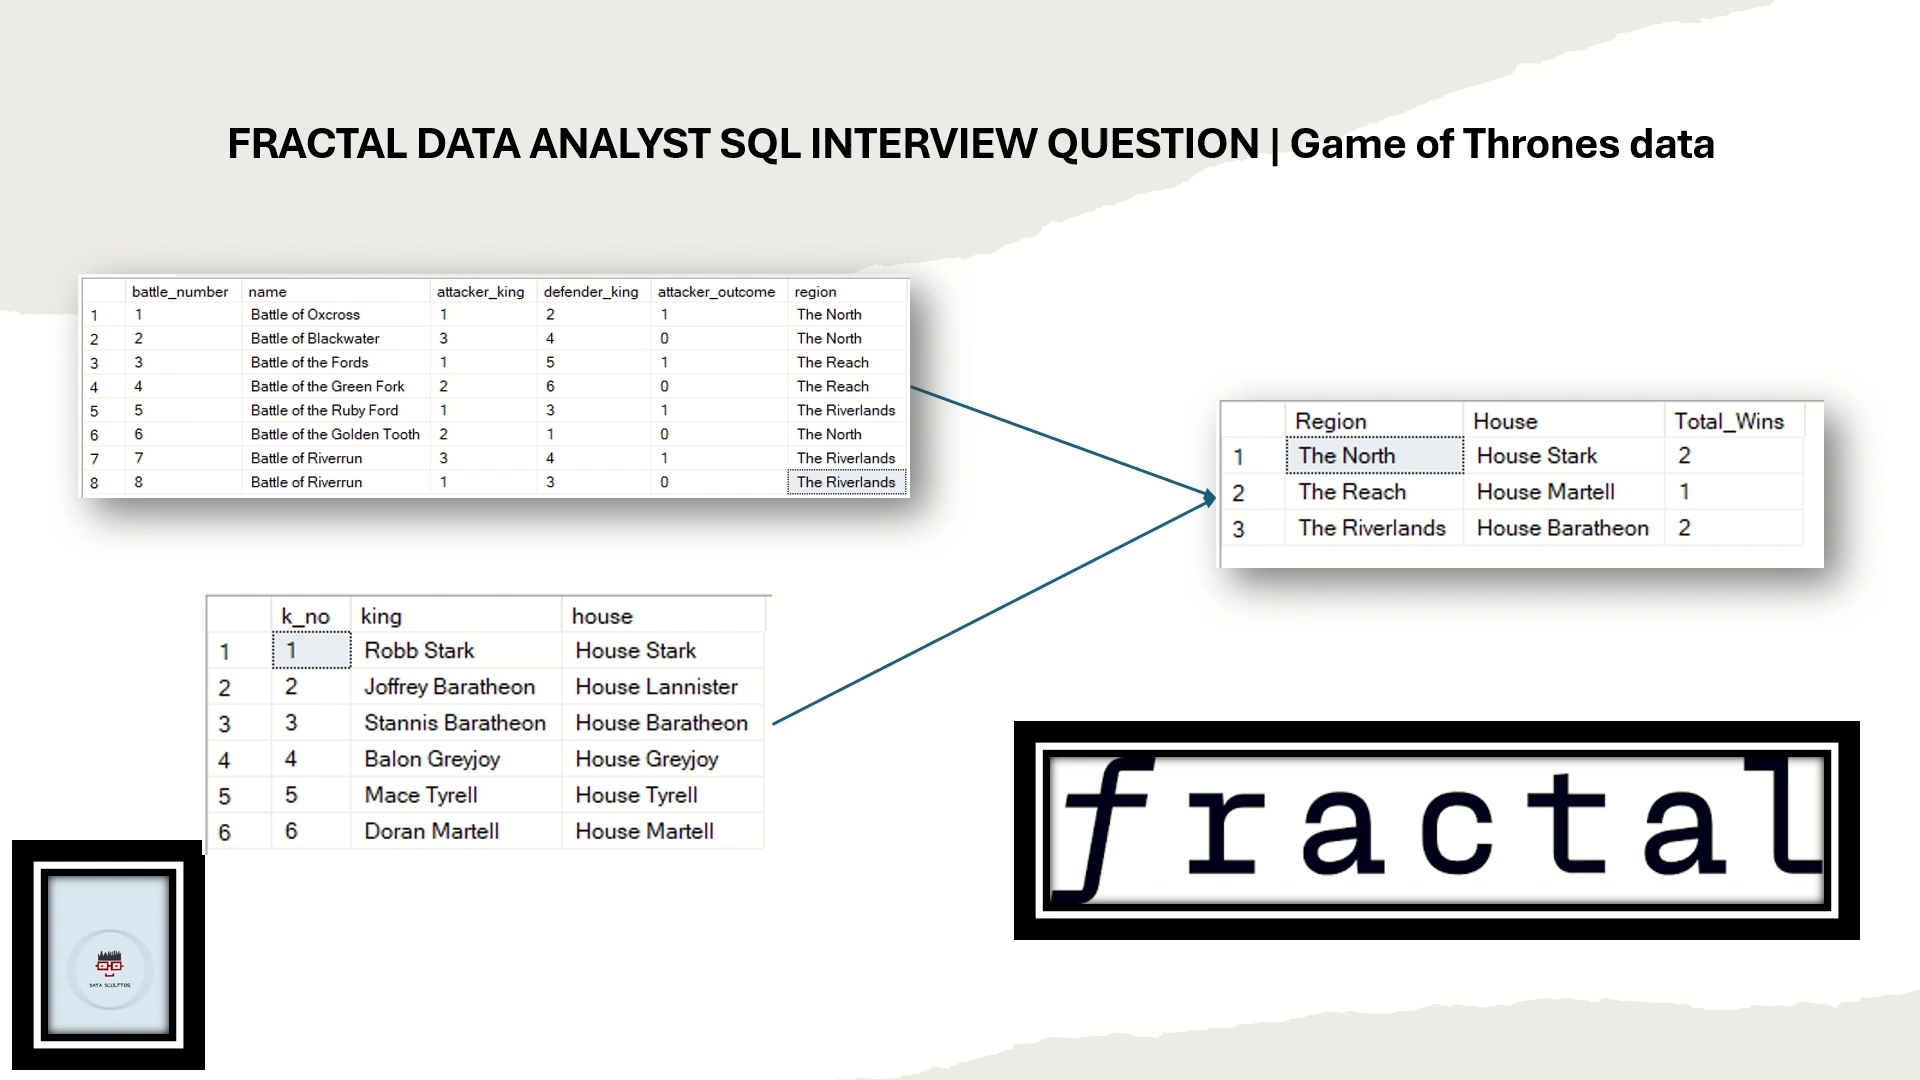 FRACTAL DATA ANALYST SQL INTERVIEW QUESTION | Game of Thrones data
battle_number name attacker_king defender_king attacker_outcome region
1 1 Battle of Oxcross 1 2 1 The North
2 2 Battle of Blackwater 3 4 0 The North
3 3 Battle of the Fords 1 5 1 The Reach
4 4 Battle of the Green Fork 2 6 0 The Reach
5 5 Battle of the Ruby Ford 1 3 1 The Riverlands
6 6 Battle of the Golden Tooth 2 1 0 The North
7 7 Battle of Riverrun 3 4 1 The Riverlands
8 8 Battle of Riverrun 1 3 0 The Riverlands
Region House Total_Wins
1 The North House Stark 2
2 The Reach House Martell 1
3 The Riverlands House Baratheon 2
k_no king house
1 1 Robb Stark House Stark
2 2 Joffrey Baratheon House Lannister
3 3 Stannis Baratheon House Baratheon
4 4 Balon Greyjoy House Greyjoy
5 5 Mace Tyrell House Tyrell
6 6 Doran Martell House Martell
fractal
DATA SCULPTOR